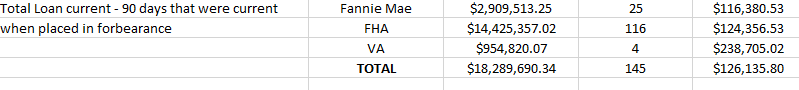 Total Loan current - 90 days that were current Fannie Mae $2,909,513.25 25 $116,380.53
when placed in forbearance FHA $14,425,357.02 116 $124,356.53
VA $954,820.07 4 $238,705.02
TOTAL $18,289,690.34 145 $126,135.80